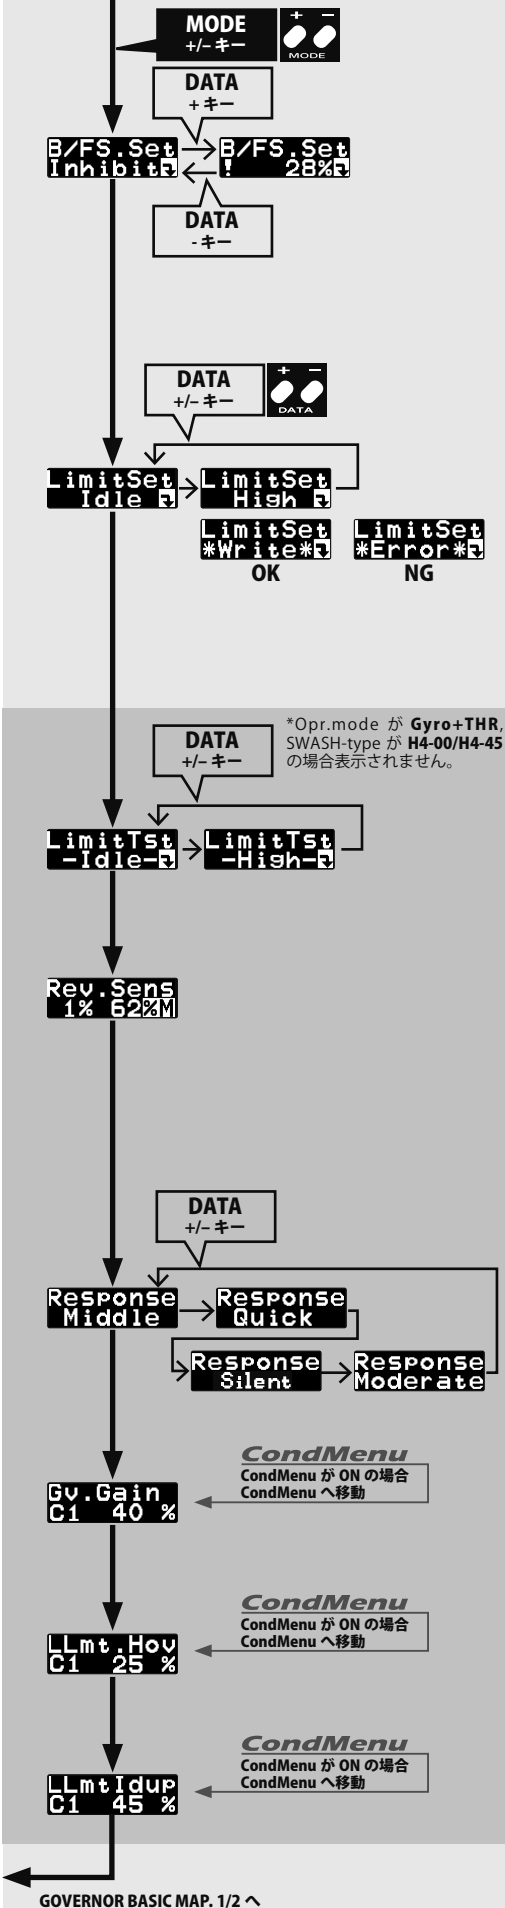 MODE
+/– キー
+ –
MODE
DATA
+ キー
B/FS.Set
Inhibit
B/FS.Set
! 28%
DATA
- キー
DATA
+/– キー
+ –
DATA
LimitSet
Idle
LimitSet
High
LimitSet
*Write*
OK
LimitSet
*Error*
NG
*Opr.mode が Gyro+THR,
SWASH-type が H4-00/H4-45
の場合表示されません。
DATA
+/– キー
LimitTst
-Idle-
LimitTst
-High-
Rev.Sens
1% 62%M
DATA
+/– キー
Response
Middle
Response
Quick
Response
Silent
Response
Moderate
CondMenu
CondMenu が ON の場合
CondMenu へ移動
Gv.Gain
C1 40 %
CondMenu
CondMenu が ON の場合
CondMenu へ移動
LLmt.Hov
C1 25 %
CondMenu
CondMenu が ON の場合
CondMenu へ移動
LLmtIdup
C1 45 %
GOVERNOR BASIC MAP. 1/2 へ